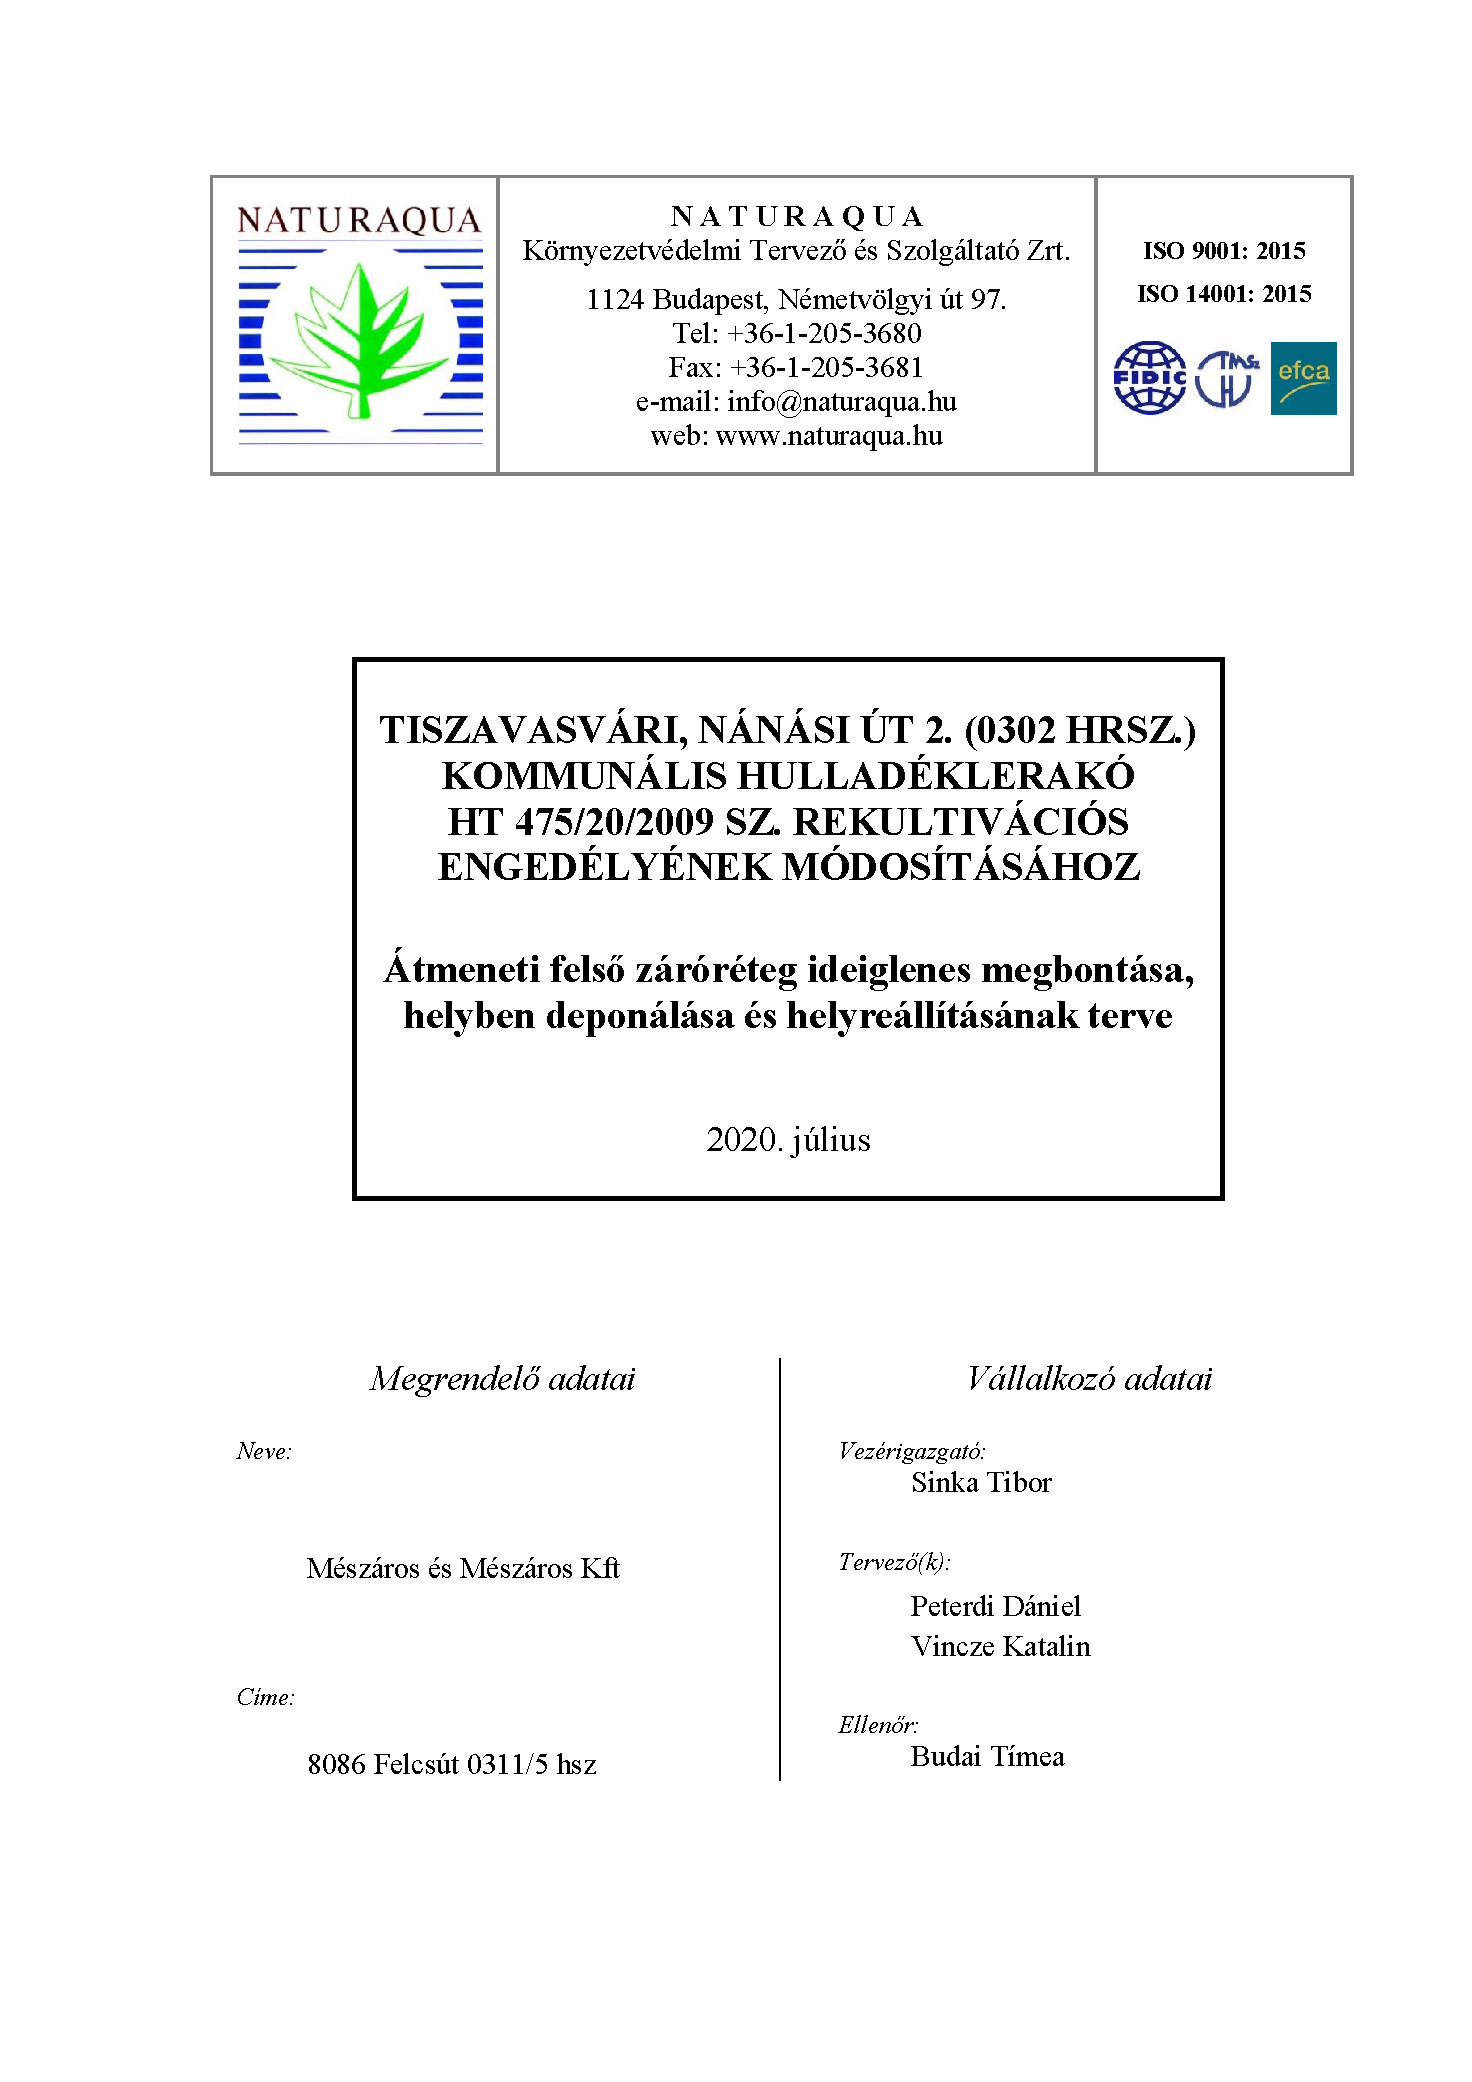 NATURAQUA
N A T U R A Q U A
Környezetvédelmi Tervező és Szolgáltató Zrt.
1124 Budapest, Németvölgyi út 97.
Tel: +36-1-205-3680
Fax: +36-1-205-3681
e-mail: info@naturaqua.hu
web: www.naturaqua.hu
ISO 9001: 2015
ISO 14001: 2015
FIDIC
TMSZ
efca
TISZAVASVÁRI, NÁNÁSI ÚT 2. (0302 HRSZ.)
KOMMUNÁLIS HULLADÉKLERAKÓ
HT 475/20/2009 SZ. REKULTIVÁCIÓS
ENGEDÉLYÉNEK MÓDOSÍTÁSÁHOZ
Átmeneti felső záróréteg ideiglenes megbontása,
helyben deponálása és helyreállításának terve
2020. július
Megrendelő adatai
Neve:
Mészáros és Mészáros Kft
Címe:
8086 Felcsút 0311/5 hsz
Vállalkozó adatai
Vezérigazgató:
Sinka Tibor
Tervező(k):
Peterdi Dániel
Vincze Katalin
Ellenőr:
Budai Tímea